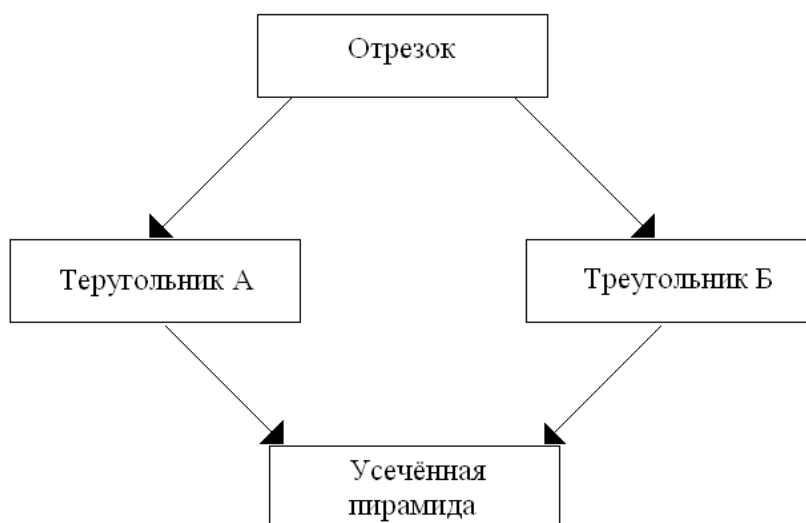 Отрезок
Теругольник А
Треугольник Б
Усечённая
пирамида